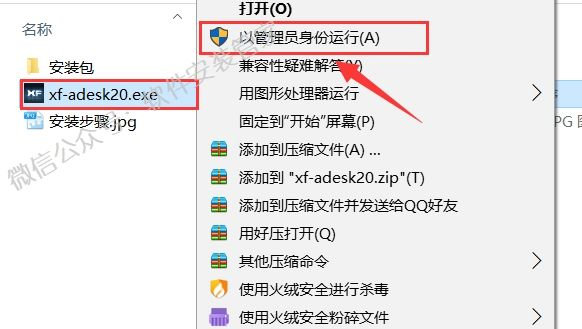 打开(O)
名称
以管理员身份运行(A)
安装包
兼容性疑难解答(Y)
xf-adesk20.exe
用图形处理器运行
安装步骤.jpg
固定到"开始"屏幕(P)
添加到压缩文件(A) ...
添加到 "xf-adesk20.zip"(T)
添加到压缩文件并发送给QQ好友
用好压打开(Q)
其他压缩命令
使用火绒安全进行杀毒
使用火绒安全粉碎文件
微信公众号：软件安装管家